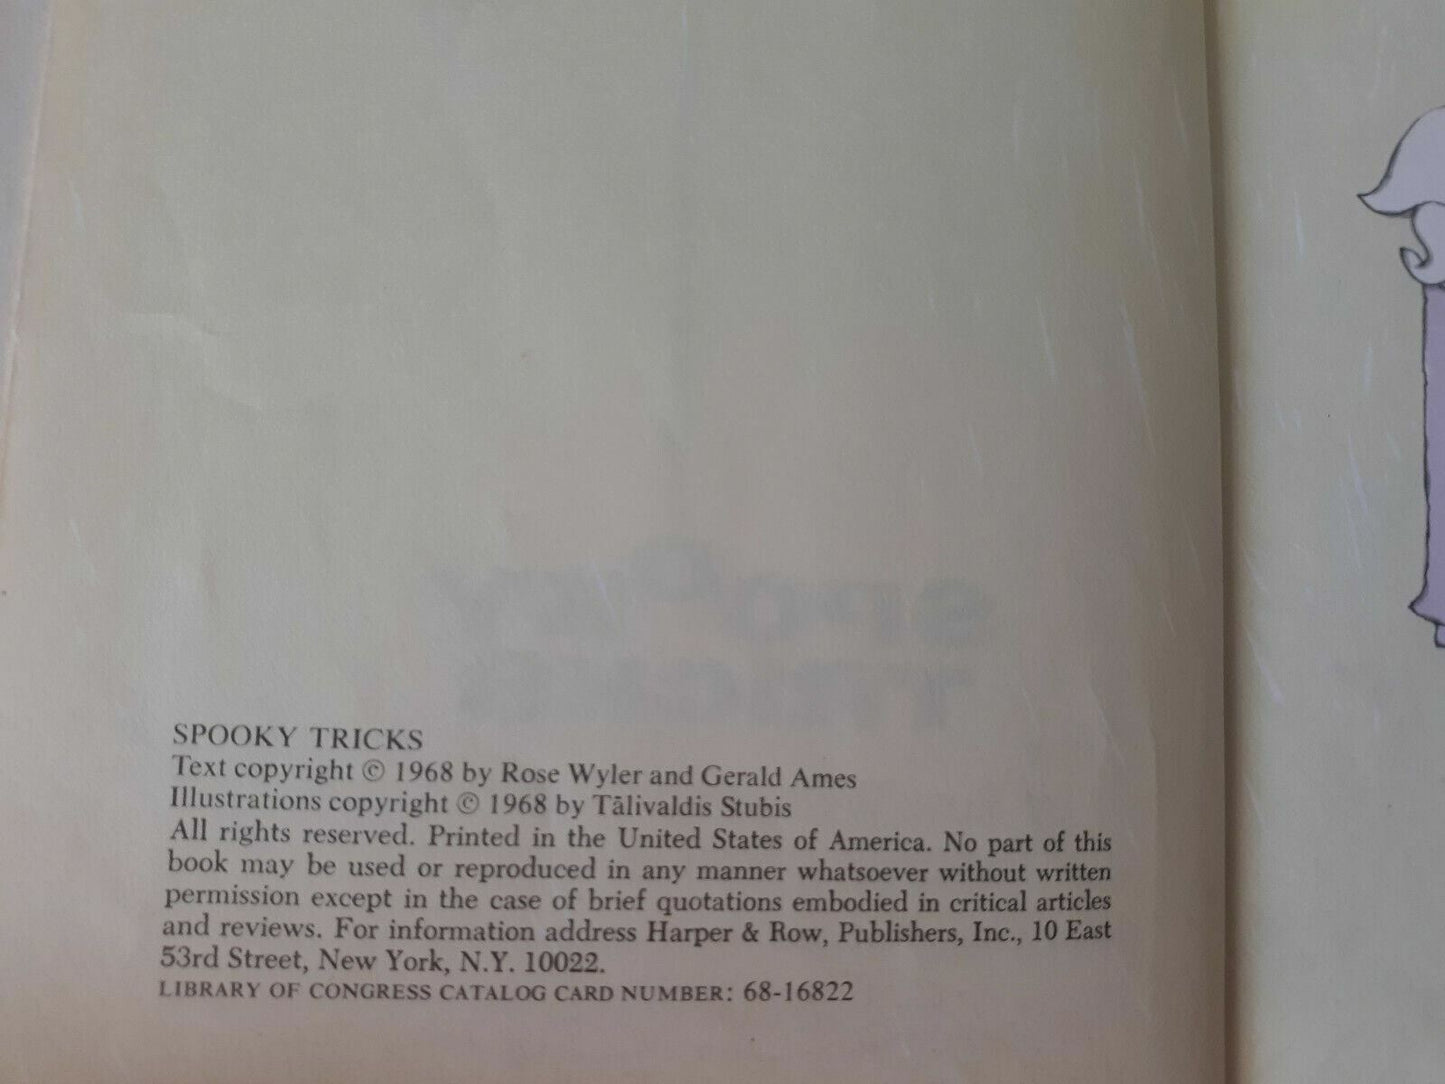 SPOOKY TRICKS
Text copyright © 1968 by Rose Wyler and Gerald Ames
Illustrations copyright © 1968 by Tālivaldis Stubis
All rights reserved. Printed in the United States of America. No part of this
book may be used or reproduced in any manner whatsoever without written
permission except in the case of brief quotations embodied in critical articles
and reviews. For information address Harper & Row, Publishers, Inc., 10 East
53rd Street, New York, N.Y. 10022.
LIBRARY OF CONGRESS CATALOG CARD NUMBER: 68-16822